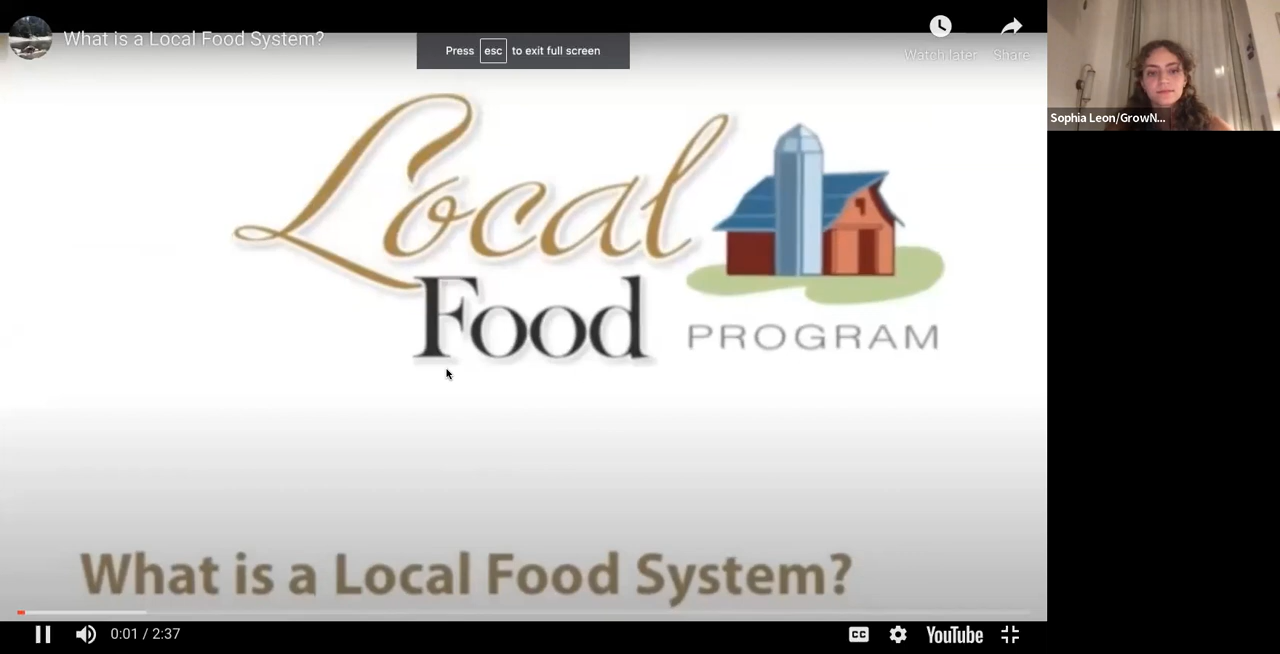 What is a Local Food System?
Press esc to exit full screen
Watch later
Share
Sophia Leon/GrowN...
Local
Food
PROGRAM
What is a Local Food System?
0:01 / 2:37
CC
YouTube